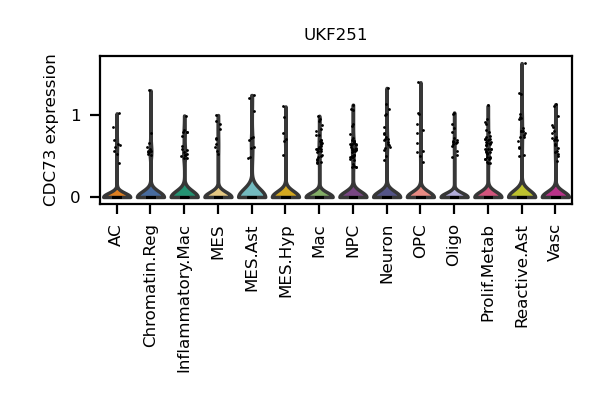 UKF251
CDC73 expression
1
0
AC
Chromatin.Reg
Inflammatory.Mac
MES
MES.Ast
MES.Hyp
Mac
NPC
Neuron
OPC
Oligo
Prolif.Metab
Reactive.Ast
Vasc